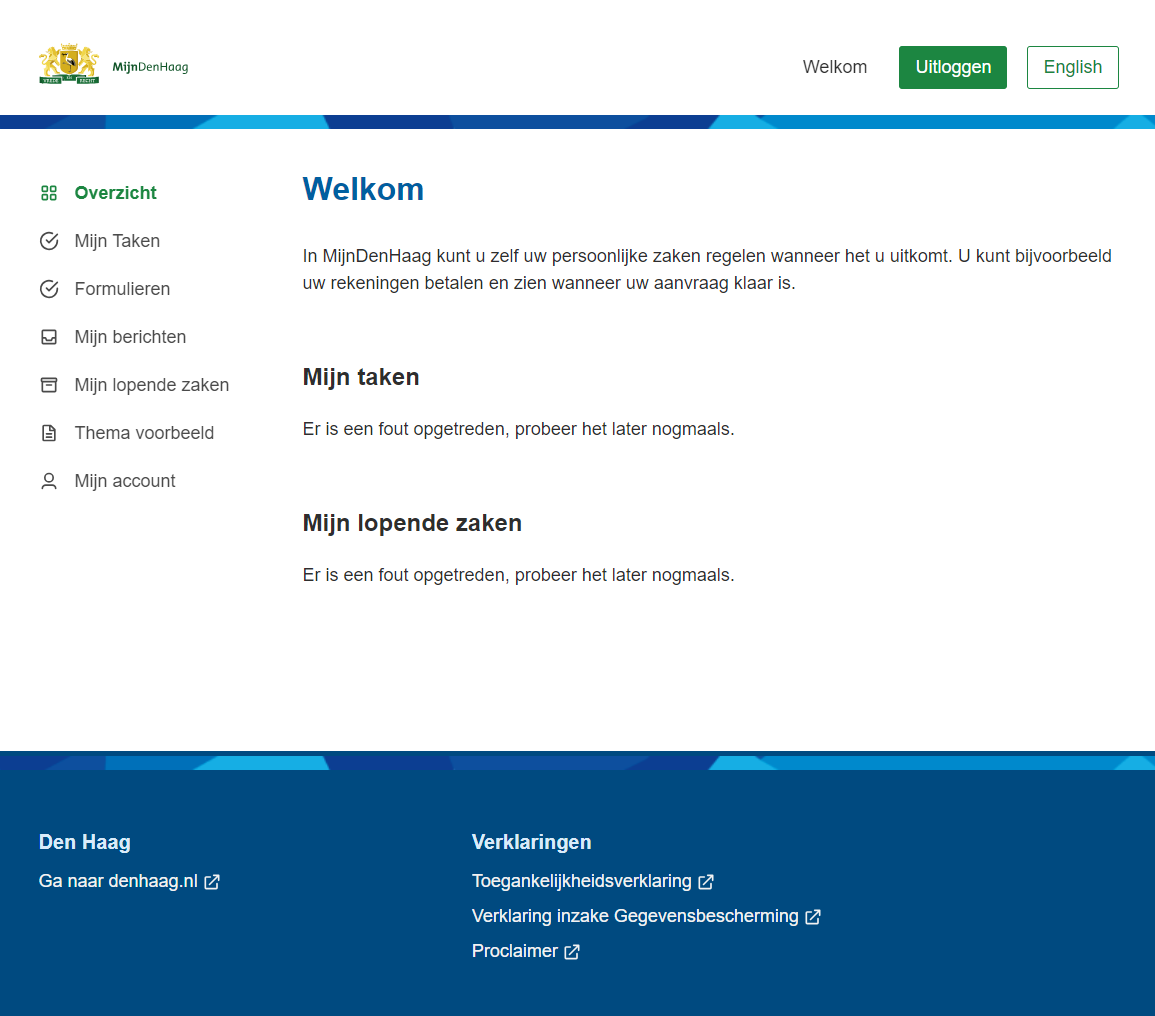 VREDE EN RECHT
MijnDenHaag
Welkom
Uitloggen
English
Overzicht
Mijn Taken
Formulieren
Mijn berichten
Mijn lopende zaken
Thema voorbeeld
Mijn account
Welkom
In MijnDenHaag kunt u zelf uw persoonlijke zaken regelen wanneer het u uitkomt. U kunt bijvoorbeeld
uw rekeningen betalen en zien wanneer uw aanvraag klaar is.
Mijn taken
Er is een fout opgetreden, probeer het later nogmaals.
Mijn lopende zaken
Er is een fout opgetreden, probeer het later nogmaals.
Den Haag
Ga naar denhaag.nl
Verklaringen
Toegankelijkheidsverklaring
Verklaring inzake Gegevensbescherming
Proclaimer